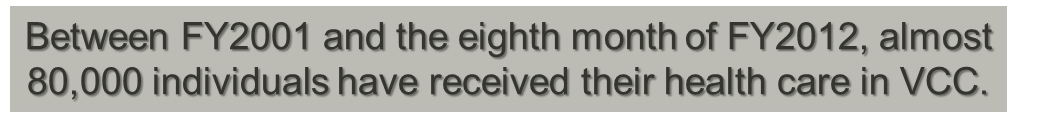 Between FY2001 and the eighth month of FY2012, almost
80,000 individuals have received their health care in VCC.